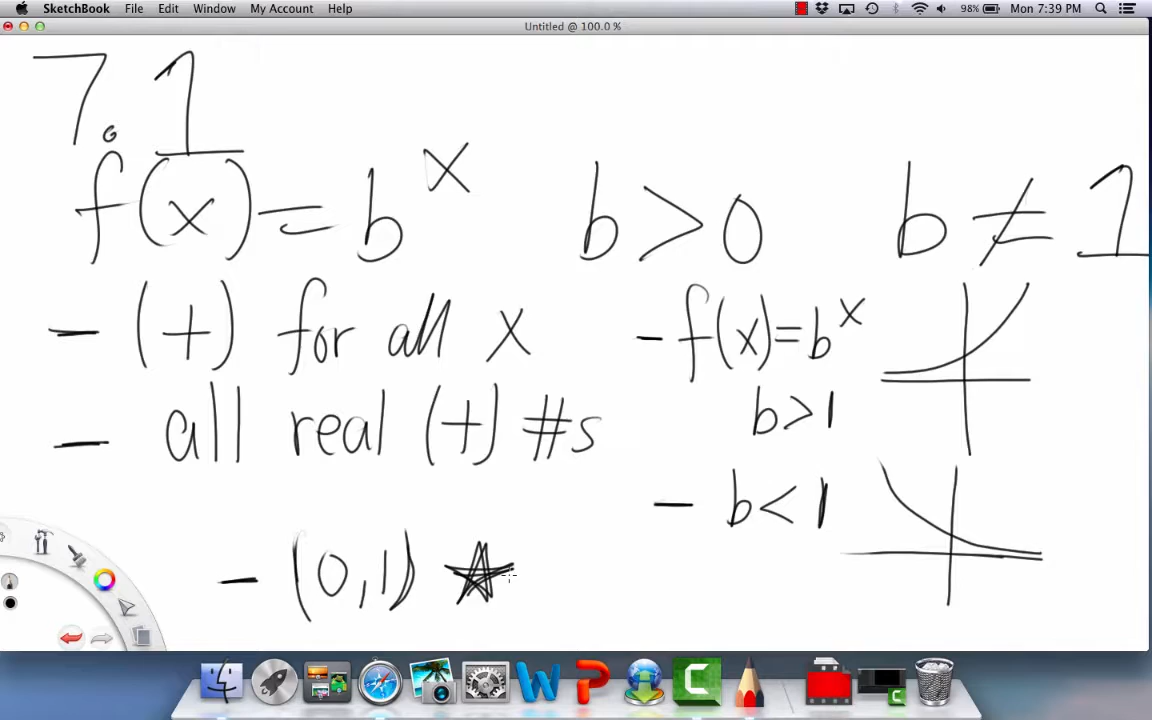 SketchBook File Edit Window My Account Help 98% Mon 7:39 PM
Untitled @ 100.0 %
7.1
f(x)=b^x b>0 b≠1
- (+) for all x
- all real (+) #s
- (0,1)
- f(x)=b^x
b>1
- b<1
W P C